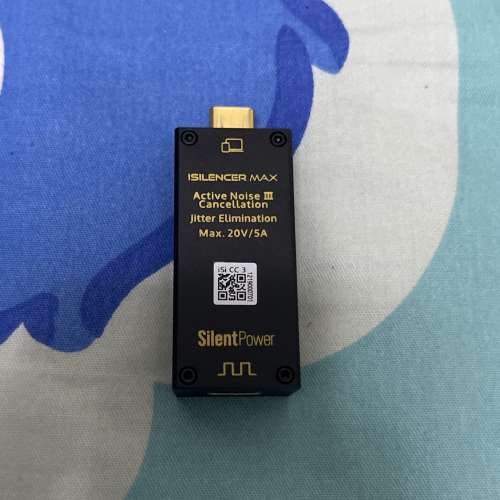 iSILENCER MAX
Active Noise III
Cancellation
Jitter Elimination
Max. 20V/5A
iSi CC 3
SilentPower